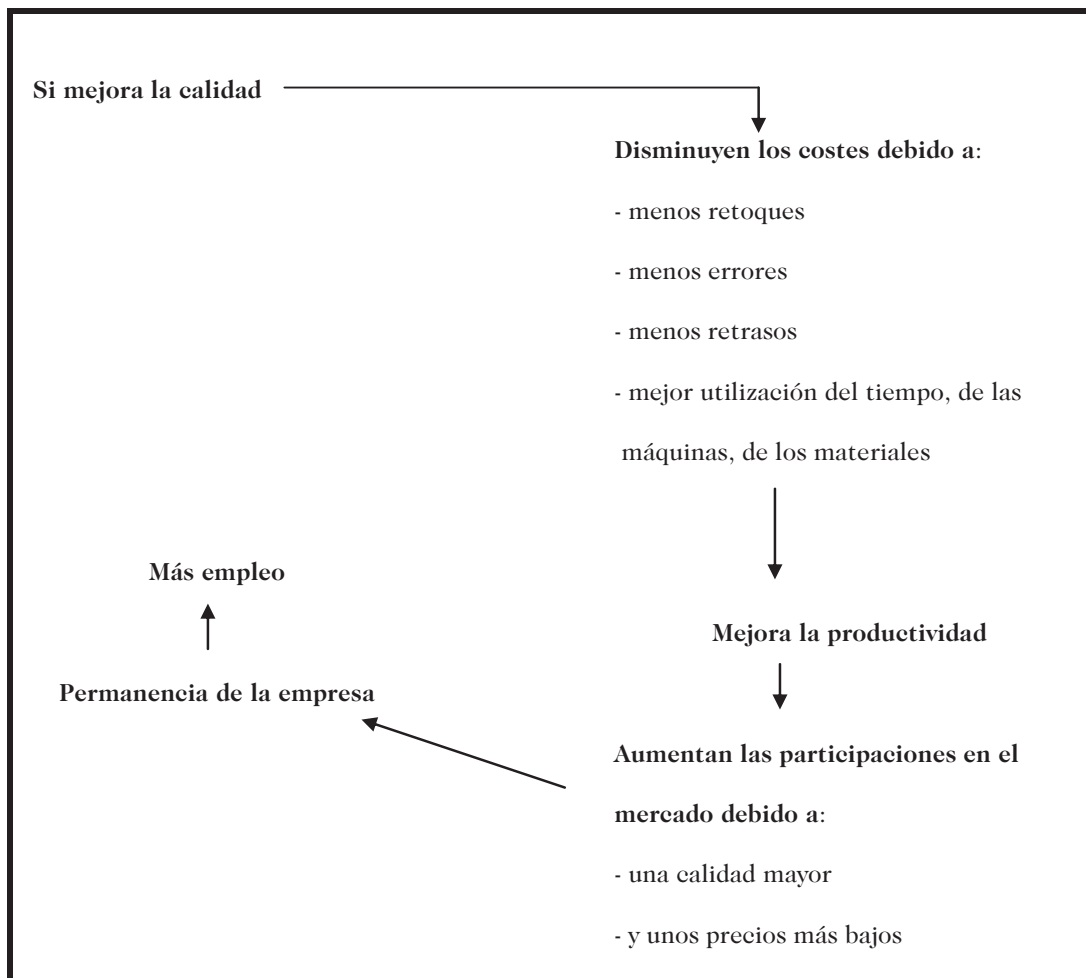 Si mejora la calidad
Disminuyen los costes debido a:
- menos retoques
- menos errores
- menos retrasos
- mejor utilización del tiempo, de las
máquinas, de los materiales
Mejora la productividad
Aumentan las participaciones en el
mercado debido a:
- una calidad mayor
- y unos precios más bajos
Permanencia de la empresa
Más empleo